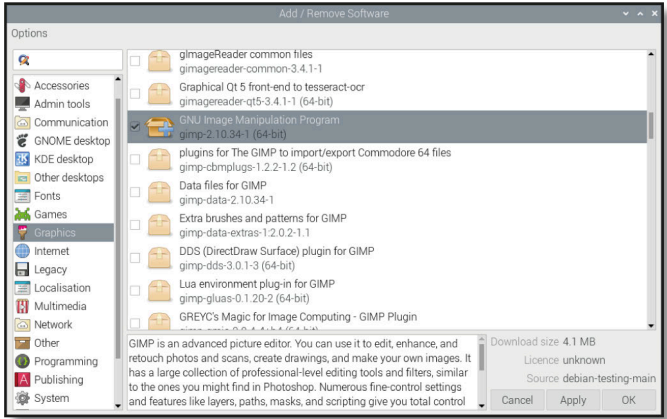 Add / Remove Software
Options
Accessories
Admin tools
Communication
GNOME desktop
KDE desktop
Other desktops
Fonts
Games
Graphics
Internet
Legacy
Localisation
Multimedia
Network
Other
Programming
Publishing
System
gImageReader common files
gimagereader-common-3.4.1-1
Graphical Qt 5 front-end to tesseract-ocr
gimagereader-qt5-3.4.1-1 (64-bit)
GNU Image Manipulation Program
gimp-2.10.34-1 (64-bit)
plugins for The GIMP to import/export Commodore 64 files
gimp-cbmplugs-1.2.2-1.2 (64-bit)
Data files for GIMP
gimp-data-2.10.34-1
Extra brushes and patterns for GIMP
gimp-data-extras-1:2.0.2-1.1
DDS (DirectDraw Surface) plugin for GIMP
gimp-dds-3.0.1-3 (64-bit)
Lua environment plug-in for GIMP
gimp-gluas-0.1.20-2 (64-bit)
GREYC's Magic for Image Computing - GIMP Plugin
GIMP is an advanced picture editor. You can use it to edit, enhance, and
retouch photos and scans, create drawings, and make your own images. It
has a large collection of professional-level editing tools and filters, similar
to the ones you might find in Photoshop. Numerous fine-control settings
and features like layers, paths, masks, and scripting give you total control
Download size 4.1 MB
Licence unknown
Source debian-testing-main
Cancel Apply OK